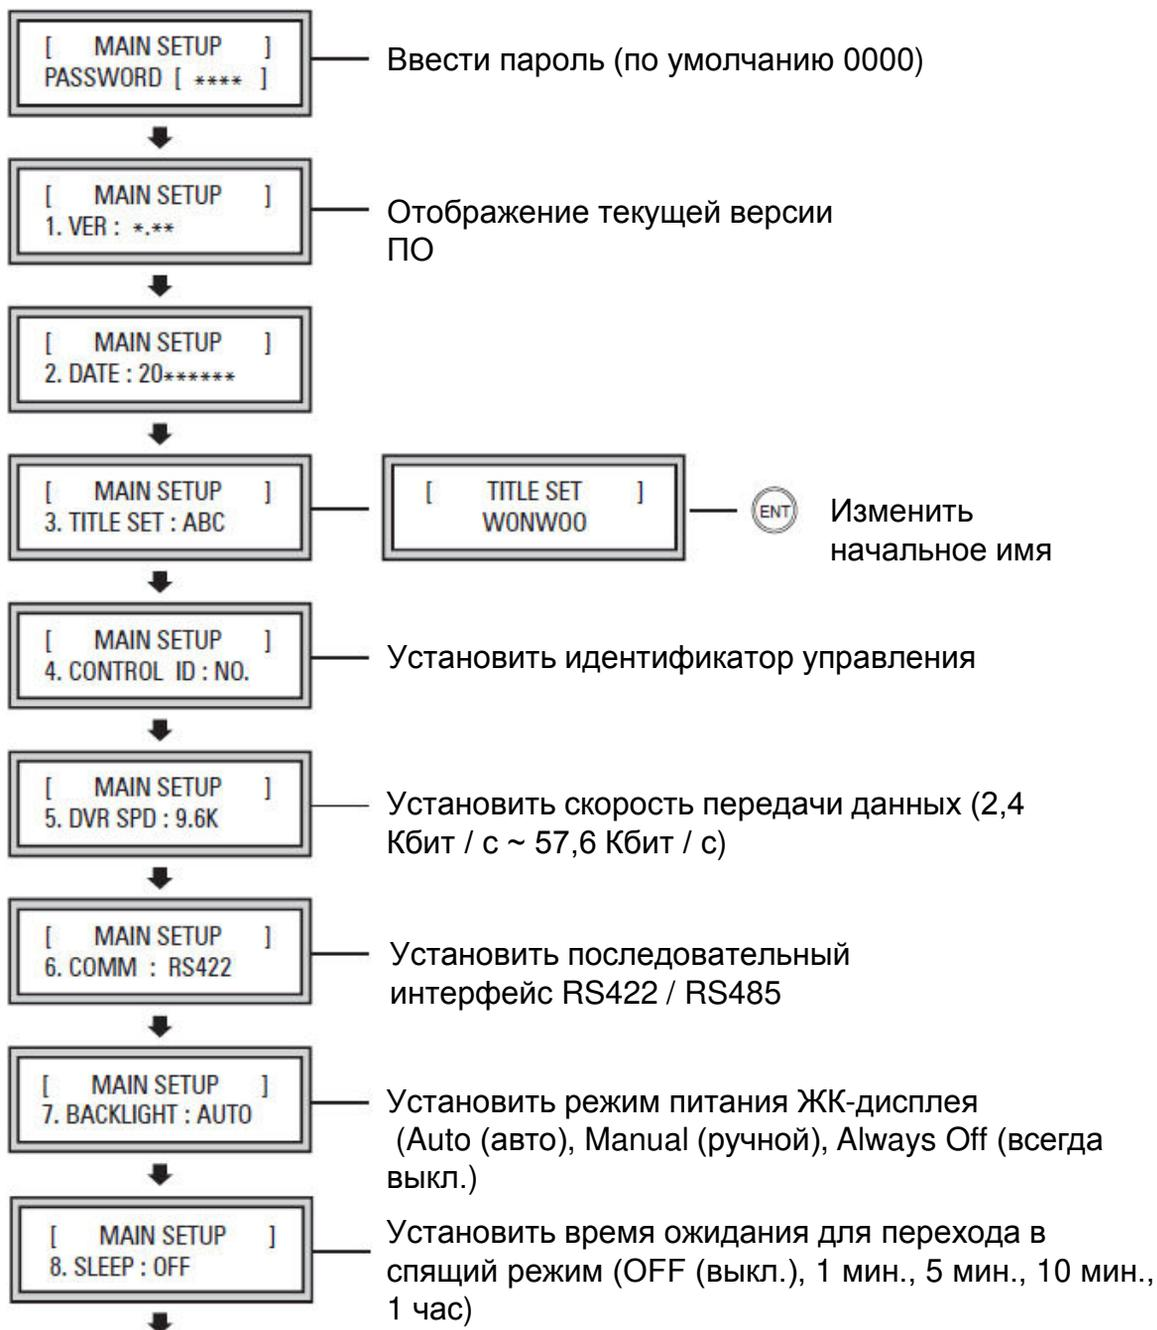 [ MAIN SETUP ]
PASSWORD [ **** ]
Ввести пароль (по умолчанию 0000)
[ MAIN SETUP ]
1. VER : *.**
Отображение текущей версии
ПО
[ MAIN SETUP ]
2. DATE : 20******
[ MAIN SETUP ]
3. TITLE SET : ABC
[ TITLE SET ]
WONWOO
ENT
Изменить
начальное имя
[ MAIN SETUP ]
4. CONTROL ID : NO.
Установить идентификатор управления
[ MAIN SETUP ]
5. DVR SPD : 9.6K
Установить скорость передачи данных (2,4
Кбит / с ~ 57,6 Кбит / с)
[ MAIN SETUP ]
6. COMM : RS422
Установить последовательный
интерфейс RS422 / RS485
[ MAIN SETUP ]
7. BACKLIGHT : AUTO
Установить режим питания ЖК-дисплея
(Auto (авто), Manual (ручной), Always Off (всегда
выкл.)
[ MAIN SETUP ]
8. SLEEP : OFF
Установить время ожидания для перехода в
спящий режим (OFF (выкл.), 1 мин., 5 мин., 10 мин.,
1 час)